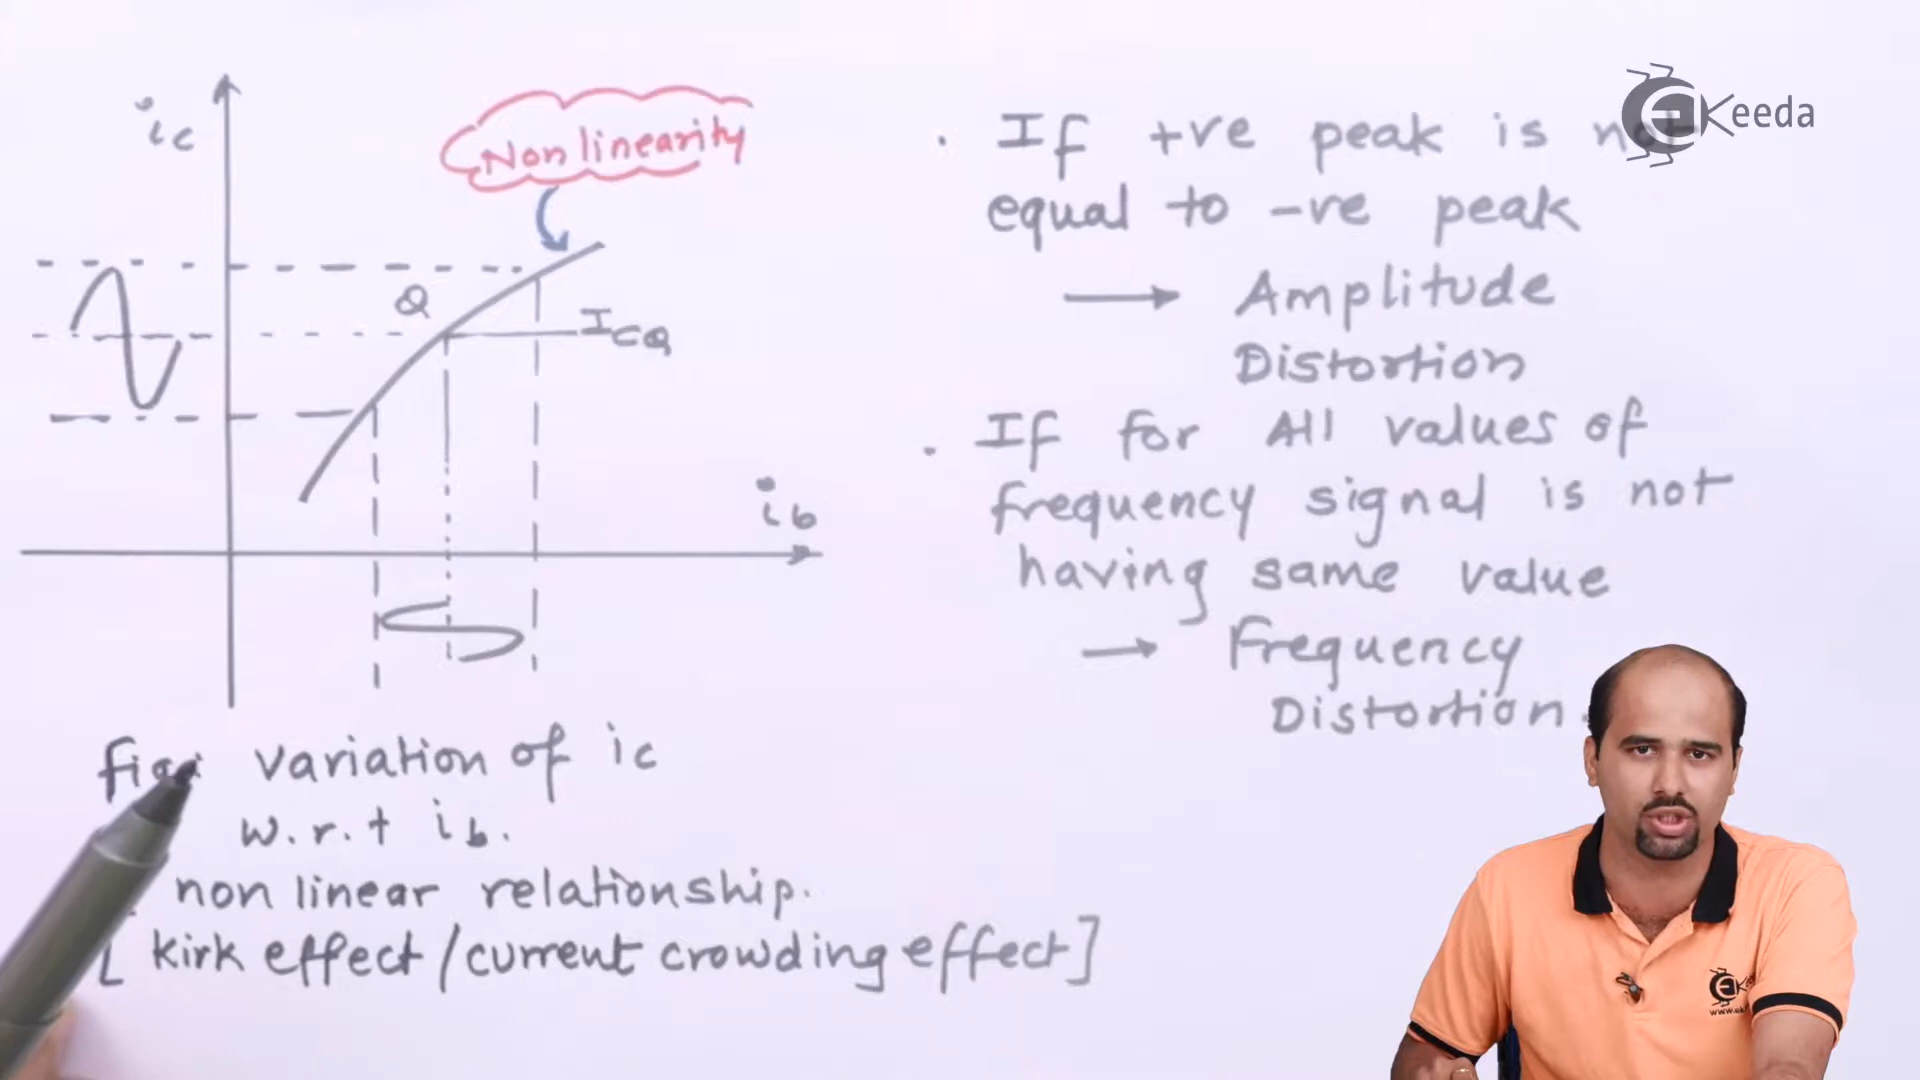 ic
Non linearity
Q
ICQ
ib
variation of ic
w.r.t ib.
non linear relationship.
[ kirk effect / current crowding effect ]
. If +ve peak is not
equal to -ve peak
→ Amplitude
Distortion
. If for All values of
frequency signal is not
having same value
→ Frequency
Distortion.
EKeeda